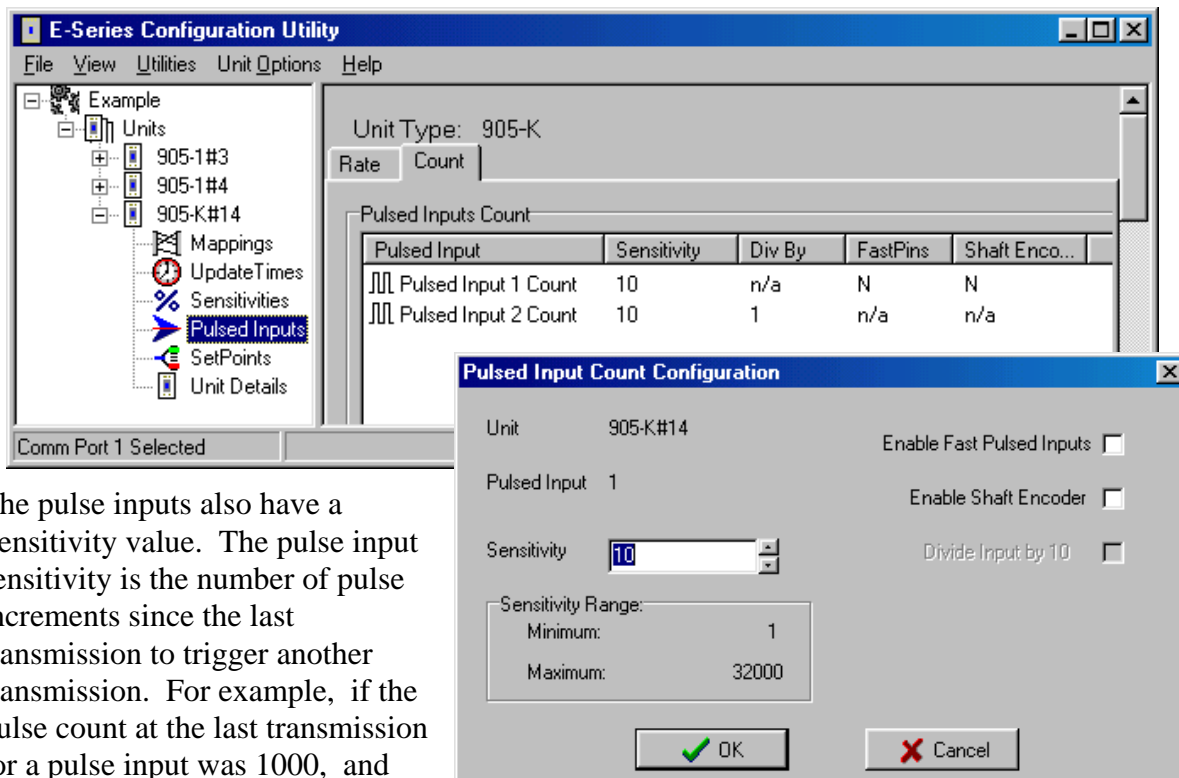 E-Series Configuration Utility
File View Utilities Unit Options Help
Example
Units
905-1#3
905-1#4
905-K#14
Mappings
UpdateTimes
Sensitivities
Pulsed Inputs
SetPoints
Unit Details
Comm Port 1 Selected
Unit Type: 905-K
Rate Count
Pulsed Inputs Count
Pulsed Input Sensitivity Div By FastPins Shaft Enco...
Pulsed Input 1 Count 10 n/a N N
Pulsed Input 2 Count 10 1 n/a n/a
Pulsed Input Count Configuration
Unit 905-K#14
Enable Fast Pulsed Inputs
Pulsed Input 1
Enable Shaft Encoder
Sensitivity 10
Divide Input by 10
Sensitivity Range:
Minimum: 1
Maximum: 32000
OK Cancel
he pulse inputs also have a
ensitivity value. The pulse input
ensitivity is the number of pulse
ncrements since the last
ansmission to trigger another
ansmission. For example, if the
ulse count at the last transmission
or a pulse input was 1000, and